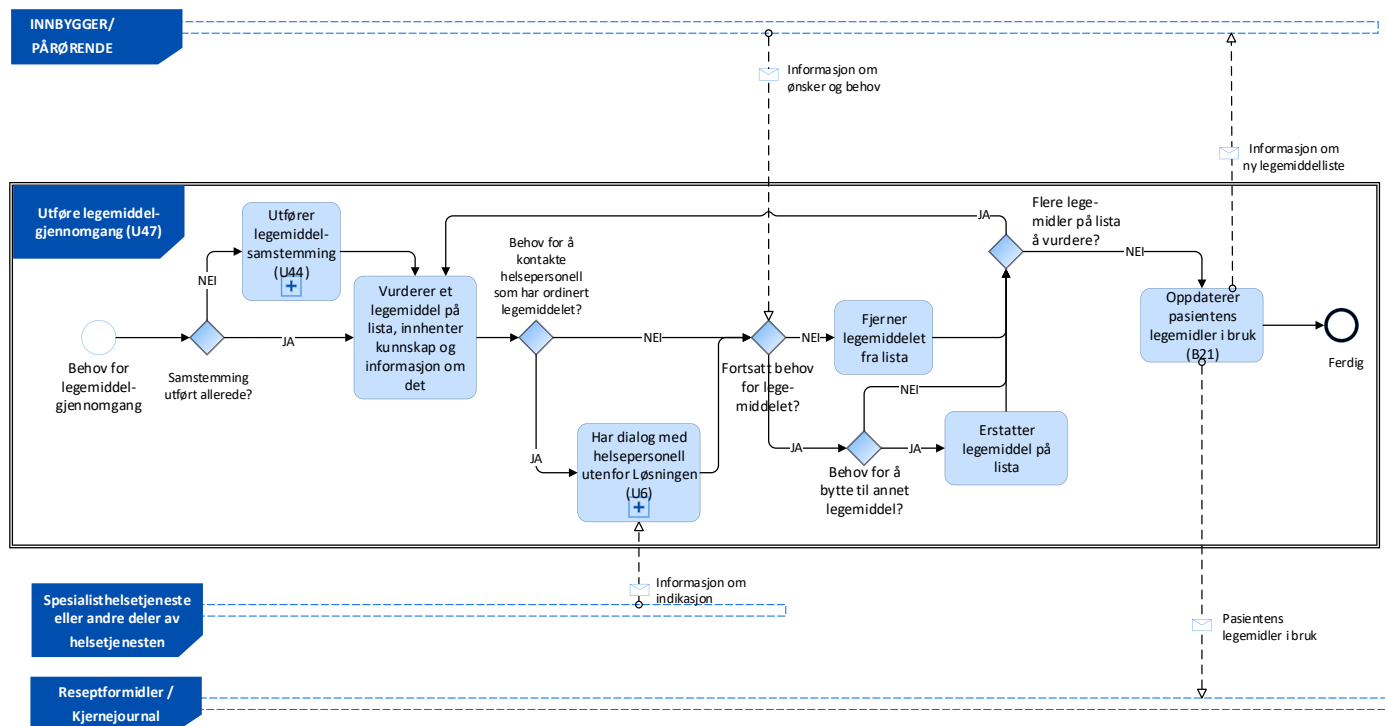 INNBYGGER/
PÅRØRENDE
Informasjon om
ønsker og behov
Informasjon om
ny legemiddelliste
Utføre legemiddel-
gjennomgang (U47)
Utfører
legemiddel-
samstemming
(U44)
NEI
JA
Behov for
legemiddel-
gjennomgang
Samstemming
utført allerede?
Vurderer et
legemiddel på
lista, innhenter
kunnskap og
informasjon om
det
Behov for å
kontakte
helsepersonell
som har ordinert
legemiddelet?
NEI
JA
Har dialog med
helsepersonell
utenfor Løsningen
(U6)
Fortsatt behov
for lege-
middelet?
NEI
JA
Fjerner
legemiddelet
fra lista
NEI
JA
Behov for å
bytte til annet
legemiddel?
Erstatter
legemiddel på
lista
JA
Flere lege-
midler på lista
å vurdere?
NEI
Oppdaterer
pasientens
legemidler i bruk
(B21)
Ferdig
Informasjon om
indikasjon
Spesialisthelsetjeneste
eller andre deler av
helsetjenesten
Pasientens
legemidler i bruk
Reseptformidler /
Kjernejournal